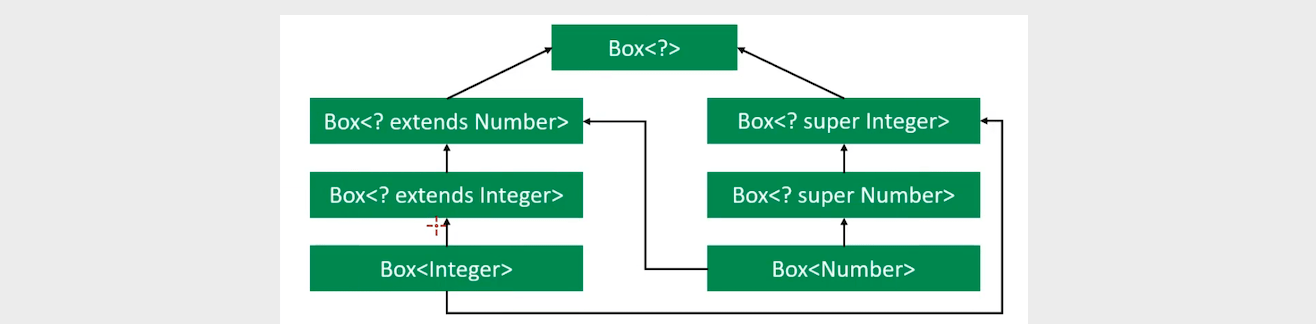 Box<?>
Box<? extends Number>
Box<? super Integer>
Box<? extends Integer>
Box<? super Number>
Box<Integer>
Box<Number>